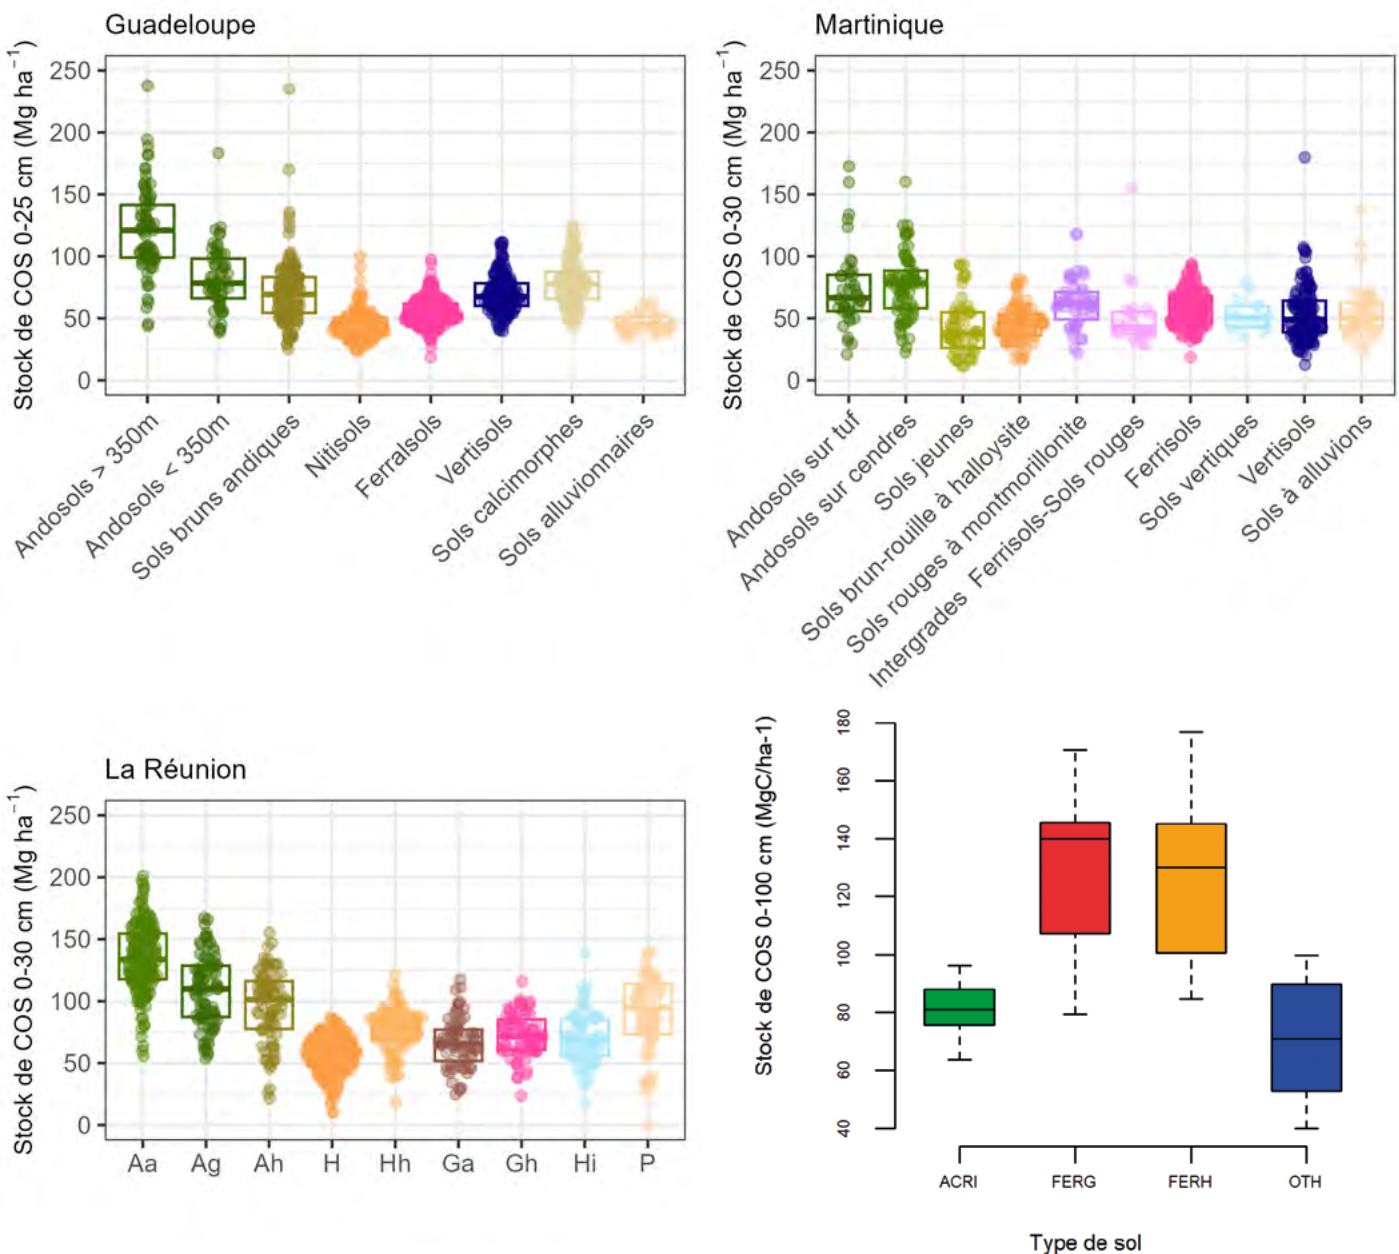 Guadeloupe
Stock de COS 0-25 cm (Mg ha⁻¹)
250
200
150
100
50
0
Andosols > 350m
Andosols < 350m
Sols bruns andiques
Nitisols
Ferralsols
Vertisols
Sols calcimorphes
Sols alluvionnaires
Martinique
Stock de COS 0-30 cm (Mg ha⁻¹)
250
200
150
100
50
0
Andosols sur tuf
Andosols sur cendres
Sols jeunes
Sols brun-rouille à halloysite
Sols rouges à montmorillonite
Intergrades Ferrisols-Sols rouges
Ferrisols
Sols vertiques
Vertisols
Sols à alluvions
La Réunion
Stock de COS 0-30 cm (Mg ha⁻¹)
250
200
150
100
50
0
Aa Ag Ah H Hh Ga Gh Hi P
Stock de COS 0-100 cm (MgC/ha-1)
180
160
140
120
100
80
60
40
ACRI FERG FERH OTH
Type de sol